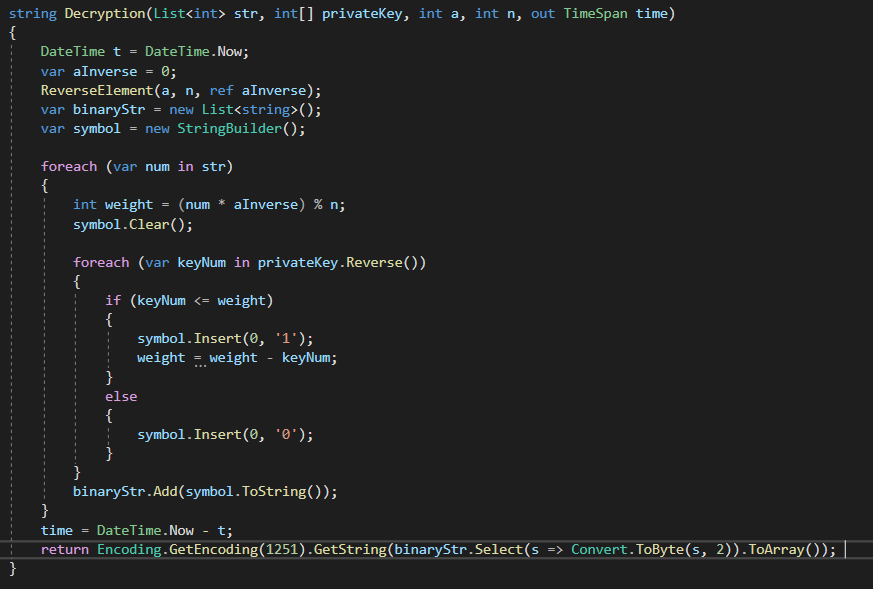 string Decryption(List<int> str, int[] privateKey, int a, int n, out TimeSpan time)
{
    DateTime t = DateTime.Now;
    var aInverse = 0;
    ReverseElement(a, n, ref aInverse);
    var binaryStr = new List<string>();
    var symbol = new StringBuilder();

    foreach (var num in str)
    {
        int weight = (num * aInverse) % n;
        symbol.Clear();

        foreach (var keyNum in privateKey.Reverse())
        {
            if (keyNum <= weight)
            {
                symbol.Insert(0, '1');
                weight = weight - keyNum;
            }
            else
            {
                symbol.Insert(0, '0');
            }
        }
        binaryStr.Add(symbol.ToString());
    }
    time = DateTime.Now - t;
    return Encoding.GetEncoding(1251).GetString(binaryStr.Select(s => Convert.ToByte(s, 2)).ToArray());
}